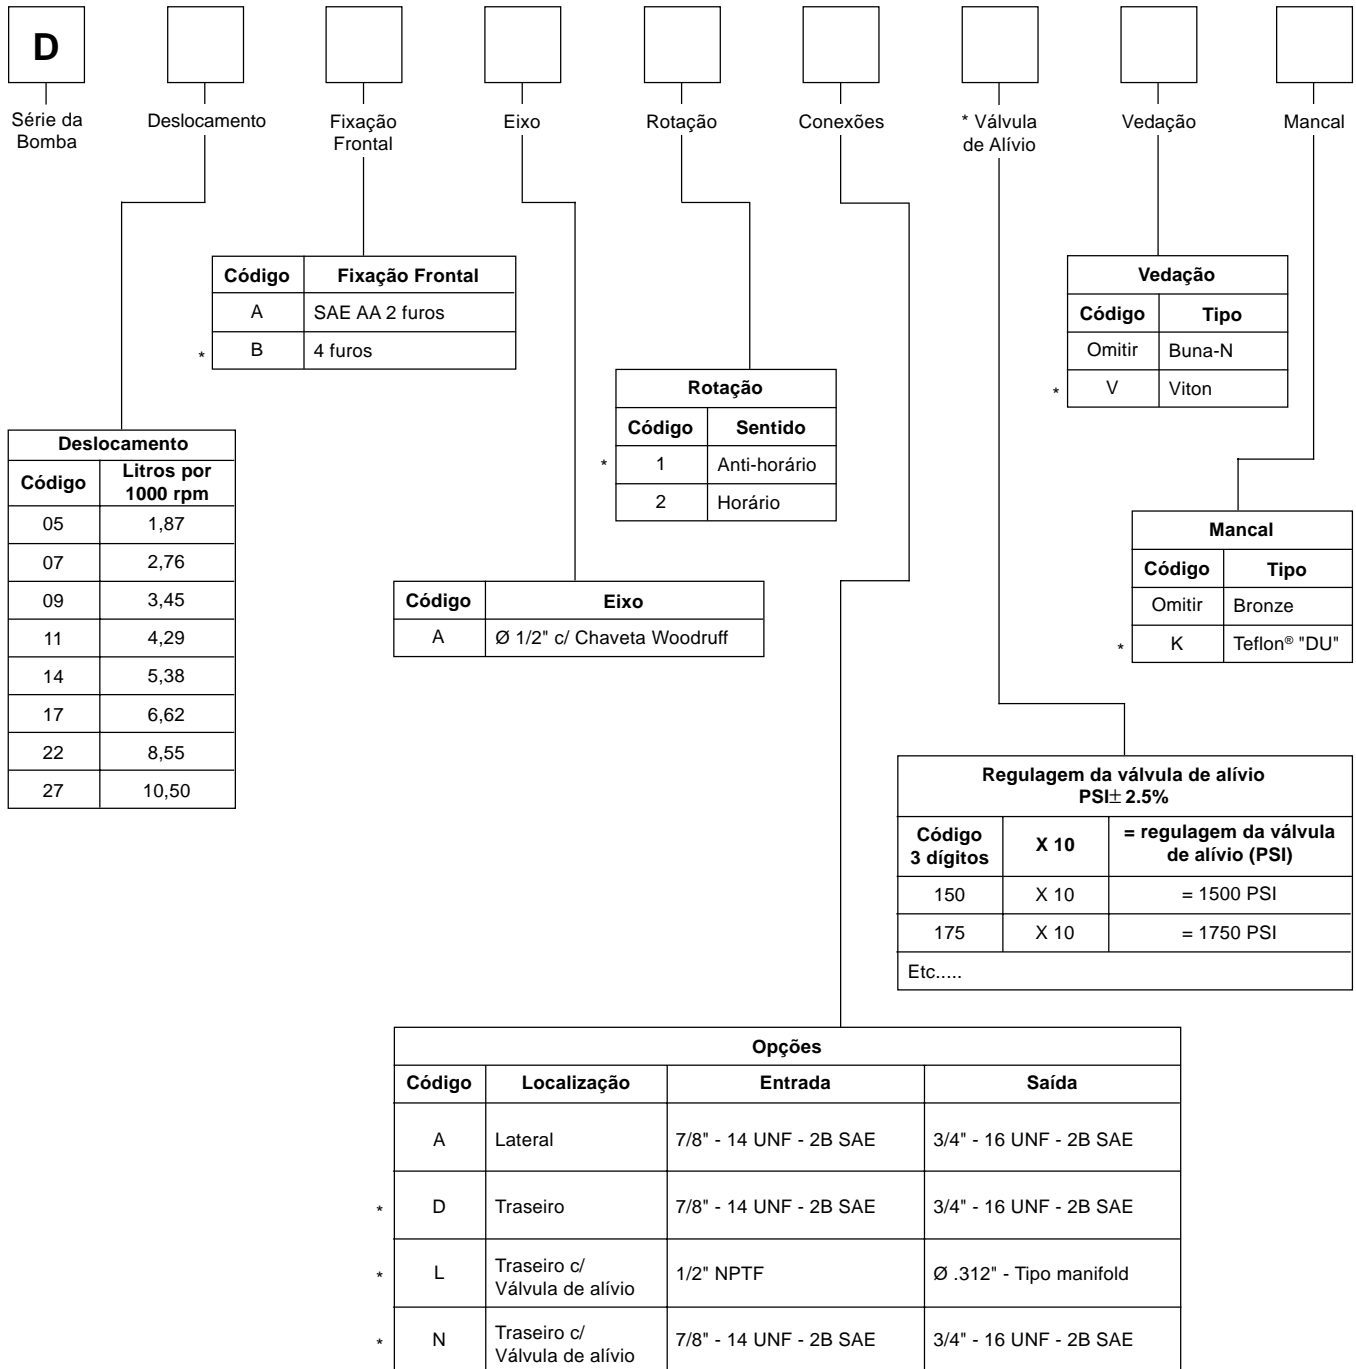 D
Série da
Bomba
Deslocamento
Fixação
Frontal
Eixo
Rotação
Conexões
* Válvula
de Alívio
Vedação
Mancal
Código Fixação Frontal
A SAE AA 2 furos
* B 4 furos
Vedação
Código Tipo
Omitir Buna-N
* V Viton
Rotação
Código Sentido
* 1 Anti-horário
2 Horário
Deslocamento
Código Litros por
1000 rpm
05 1,87
07 2,76
09 3,45
11 4,29
14 5,38
17 6,62
22 8,55
27 10,50
Mancal
Código Tipo
Omitir Bronze
* K Teflon® "DU"
Código Eixo
A Ø 1/2" c/ Chaveta Woodruff
Regulagem da válvula de alívio
PSI± 2.5%
Código
3 dígitos
X 10
= regulagem da válvula
de alívio (PSI)
150 X 10 = 1500 PSI
175 X 10 = 1750 PSI
Etc.....
Opções
Código Localização Entrada Saída
A Lateral 7/8" - 14 UNF - 2B SAE 3/4" - 16 UNF - 2B SAE
* D Traseiro 7/8" - 14 UNF - 2B SAE 3/4" - 16 UNF - 2B SAE
* L Traseiro c/
Válvula de alívio
1/2" NPTF Ø .312" - Tipo manifold
* N Traseiro c/
Válvula de alívio
7/8" - 14 UNF - 2B SAE 3/4" - 16 UNF - 2B SAE